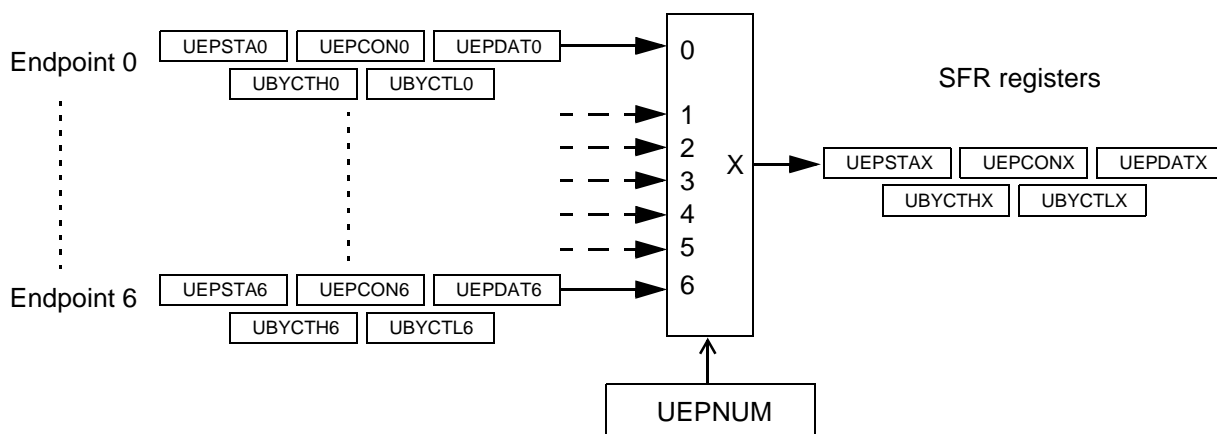 Endpoint 0
UEPSTA0 UEPCON0 UEPDAT0
UBYCTH0 UBYCTL0
0
1
2
3
4
5
6
X
SFR registers
UEPSTAX UEPCONX UEPDATX
UBYCTHX UBYCTLX
Endpoint 6
UEPSTA6 UEPCON6 UEPDAT6
UBYCTH6 UBYCTL6
UEPNUM